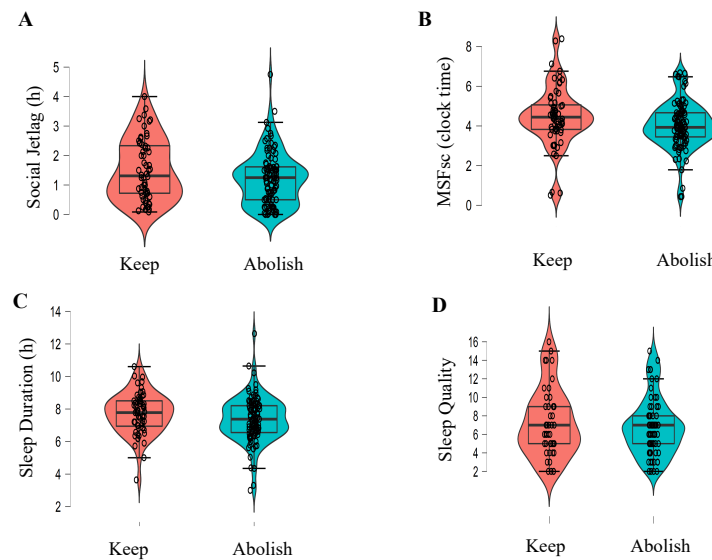 A
Social Jetlag (h)
5
4
3
2
1
0
Keep
Abolish
B
MSFsc (clock time)
8
6
4
2
0
Keep
Abolish
C
Sleep Duration (h)
14
12
10
8
6
4
2
Keep
Abolish
D
Sleep Quality
16
14
12
10
8
6
4
2
Keep
Abolish